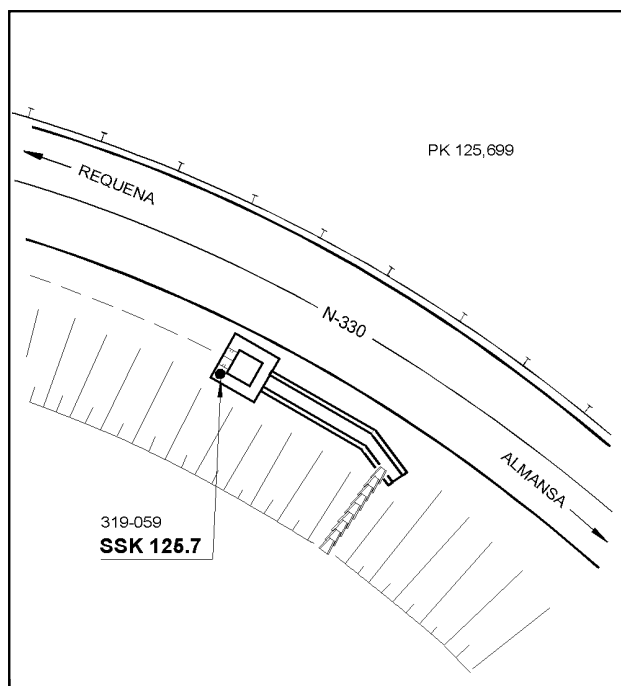 PK 125,699
REQUENA
N-330
ALMANSA
319-059
SSK 125.7